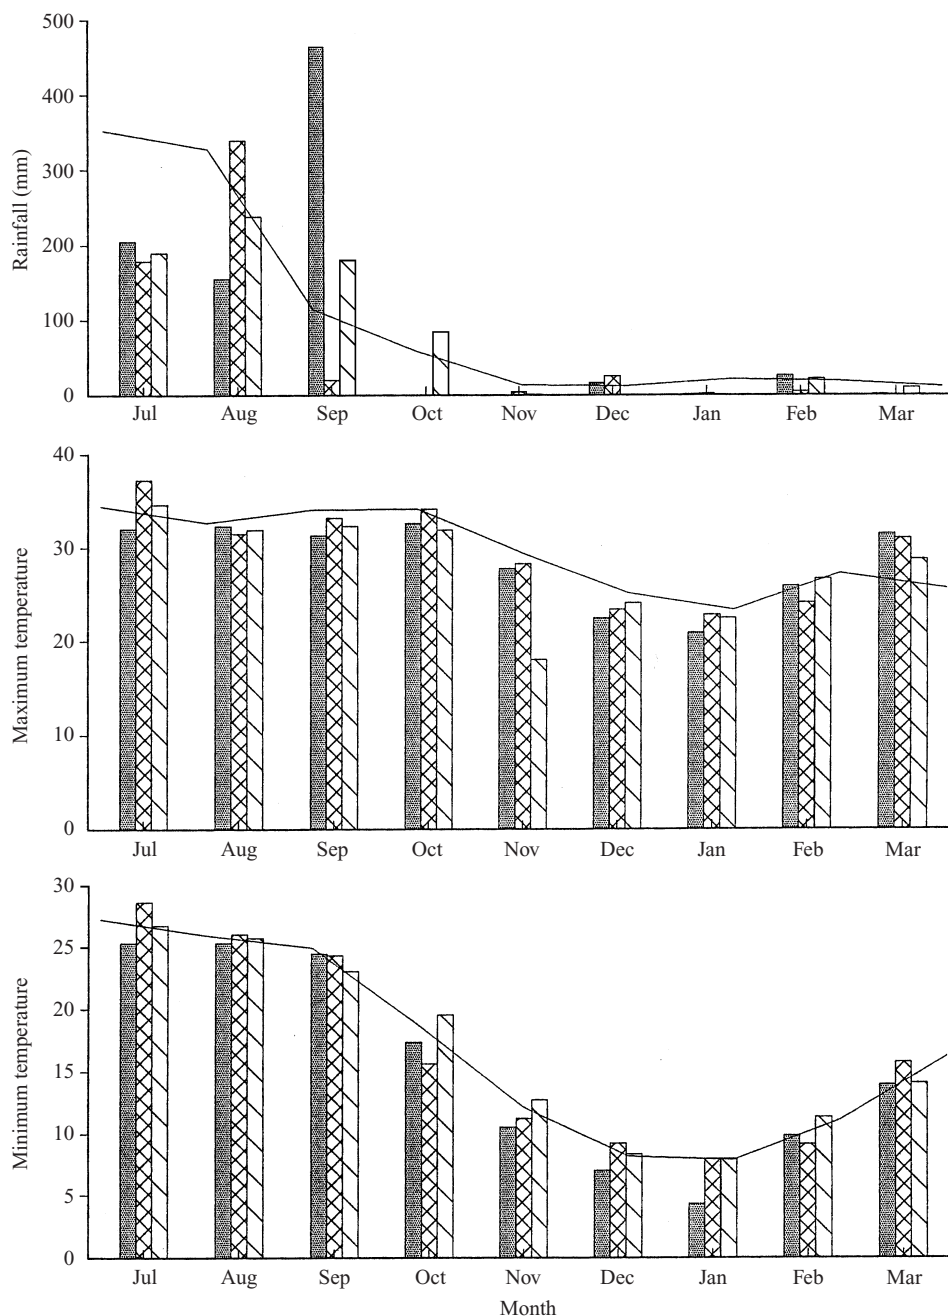 500
400
300
200
100
0
Rainfall (mm)
Jul Aug Sep Oct Nov Dec Jan Feb Mar
40
30
20
10
0
Maximum temperature
Jul Aug Sep Oct Nov Dec Jan Feb Mar
30
25
20
15
10
5
0
Minimum temperature
Jul Aug Sep Oct Nov Dec Jan Feb Mar
Month